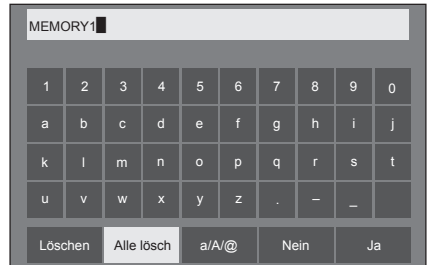 MEMORY1
1 2 3 4 5 6 7 8 9 0
a b c d e f g h i j
k l m n o p q r s t
u v w x y z . – _
Löschen Alle lösch a/A/@ Nein Ja